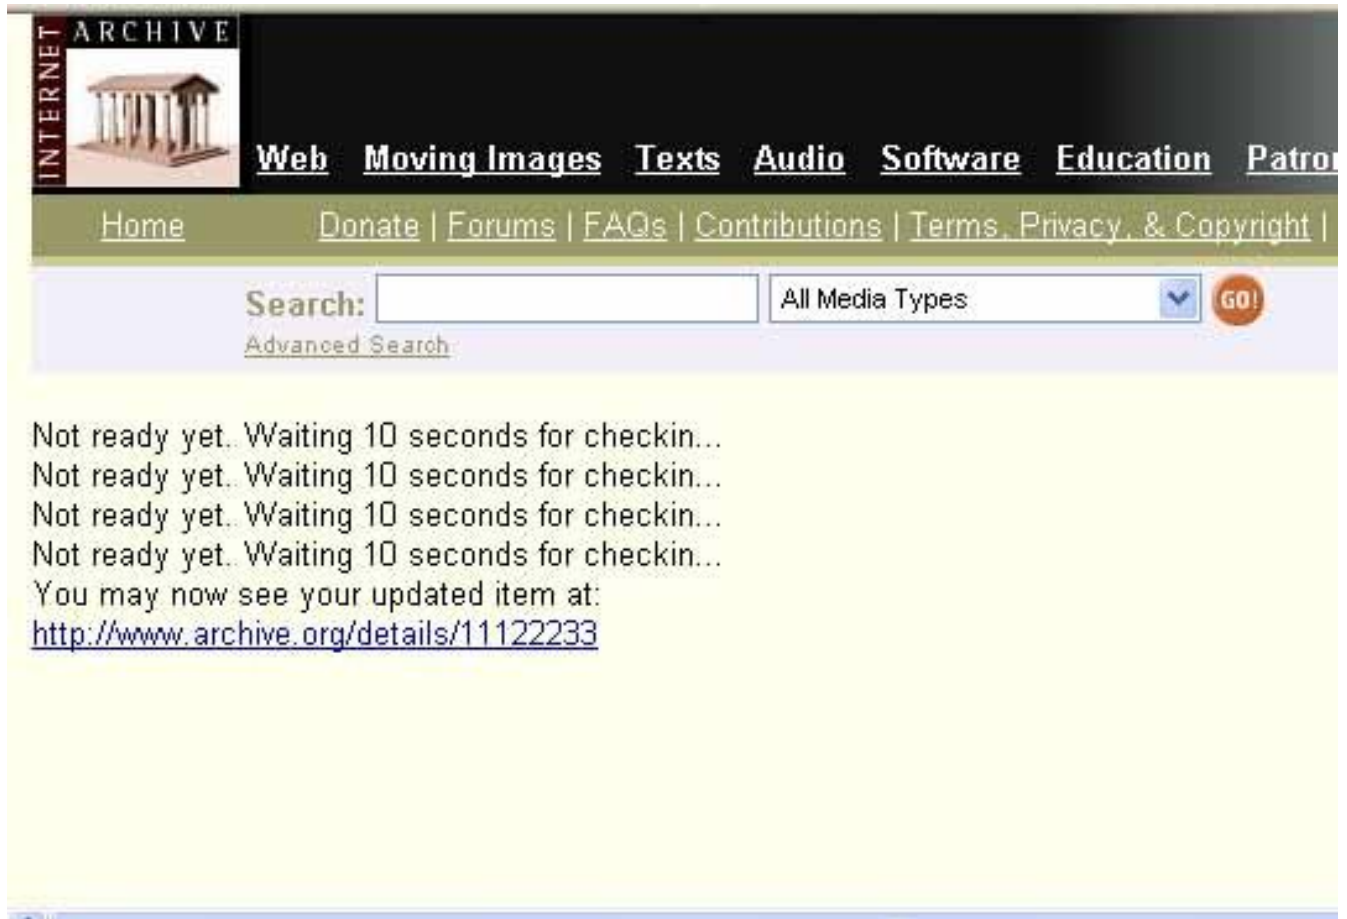 INTERNET
ARCHIVE
Web Moving Images Texts Audio Software Education Patro
Home Donate | Forums | FAQs | Contributions | Terms, Privacy, & Copyright |
Search: All Media Types GO!
Advanced Search
Not ready yet. Waiting 10 seconds for checkin...
Not ready yet. Waiting 10 seconds for checkin...
Not ready yet. Waiting 10 seconds for checkin...
Not ready yet. Waiting 10 seconds for checkin...
You may now see your updated item at:
http://www.archive.org/details/11122233